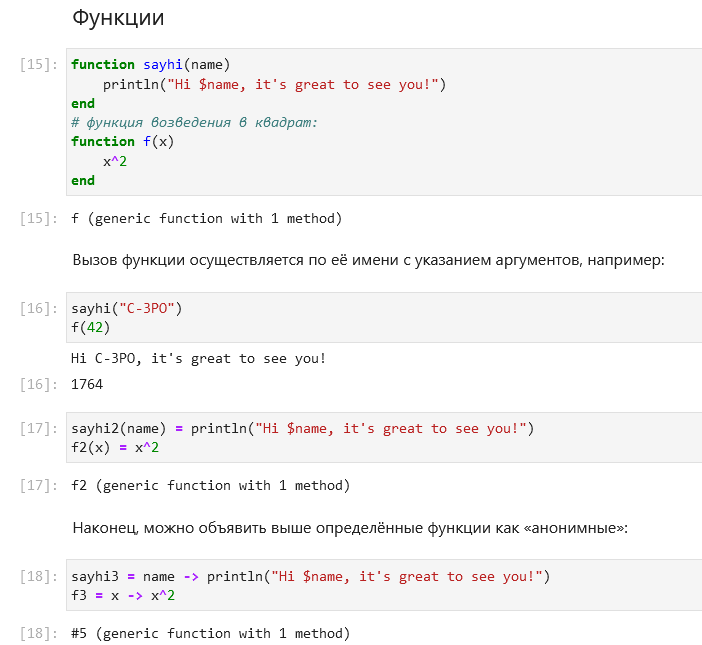 Функции
[15]: function sayhi(name)
    println("Hi $name, it's great to see you!")
end
# функция возведения в квадрат:
function f(x)
    x^2
end
[15]: f (generic function with 1 method)
Вызов функции осуществляется по её имени с указанием аргументов, например:
[16]: sayhi("C-3PO")
f(42)
Hi C-3PO, it's great to see you!
[16]: 1764
[17]: sayhi2(name) = println("Hi $name, it's great to see you!")
f2(x) = x^2
[17]: f2 (generic function with 1 method)
Наконец, можно объявить выше определённые функции как «анонимные»:
[18]: sayhi3 = name -> println("Hi $name, it's great to see you!")
f3 = x -> x^2
[18]: #5 (generic function with 1 method)